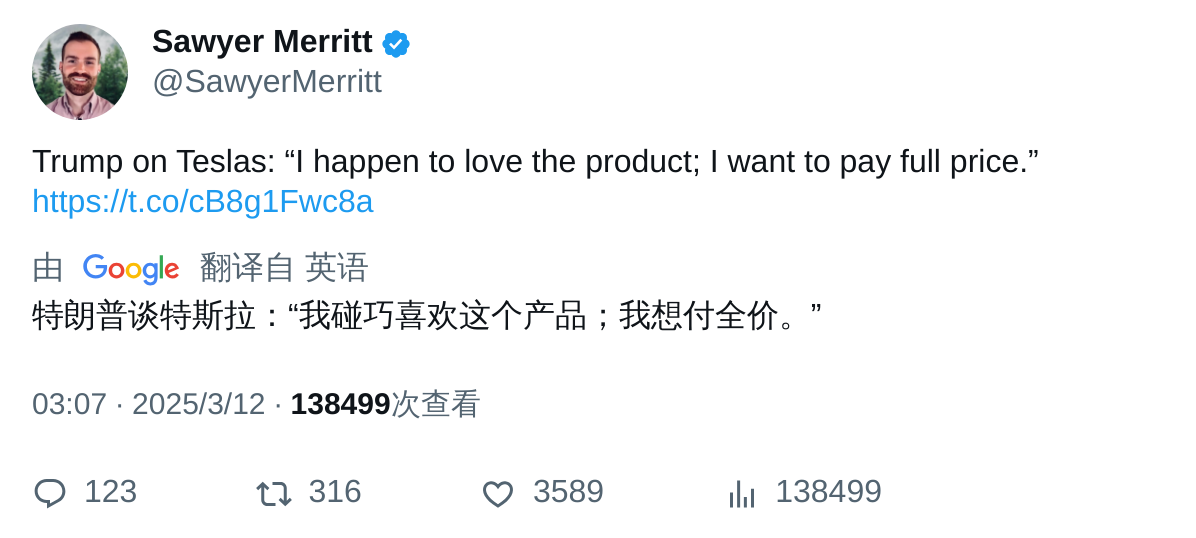 Sawyer Merritt
@SawyerMerritt
Trump on Teslas: “I happen to love the product; I want to pay full price.”
https://t.co/cB8g1Fwc8a
由 Google 翻译自 英语
特朗普谈特斯拉：“我碰巧喜欢这个产品；我想付全价。”
03:07 · 2025/3/12 · 138499次查看
123 316 3589 138499